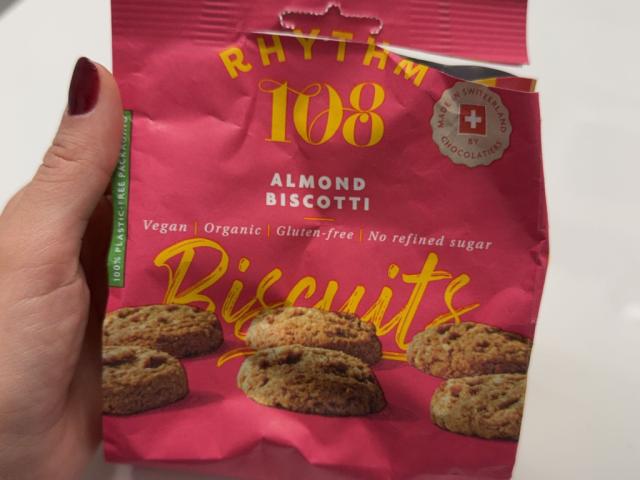 RHYTHM
108
MADE IN SWITZERLAND
BY
CHOCOLATIERS
ALMOND
BISCOTTI
Vegan | Organic | Gluten-free | No refined sugar
Biscuits
100% PLASTIC-FREE PACKAGING